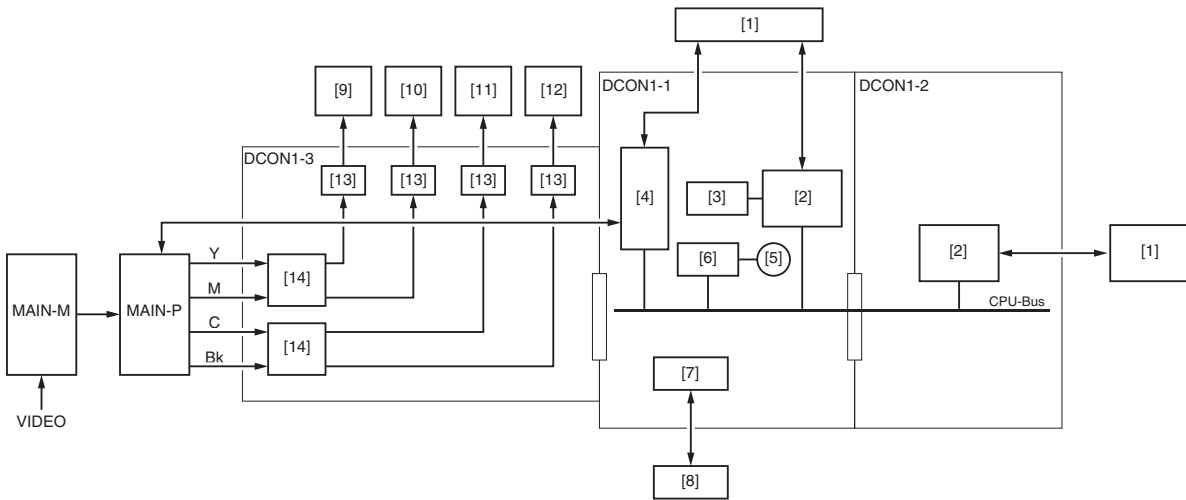 [1]
DCON1-1
DCON1-2
[9]
[10]
[11]
[12]
DCON1-3
[13]
[13]
[13]
[13]
[4]
[3]
[2]
[6]
[5]
[2]
[1]
Y
M
C
Bk
[14]
[14]
MAIN-M
MAIN-P
CPU-Bus
VIDEO
[7]
[8]